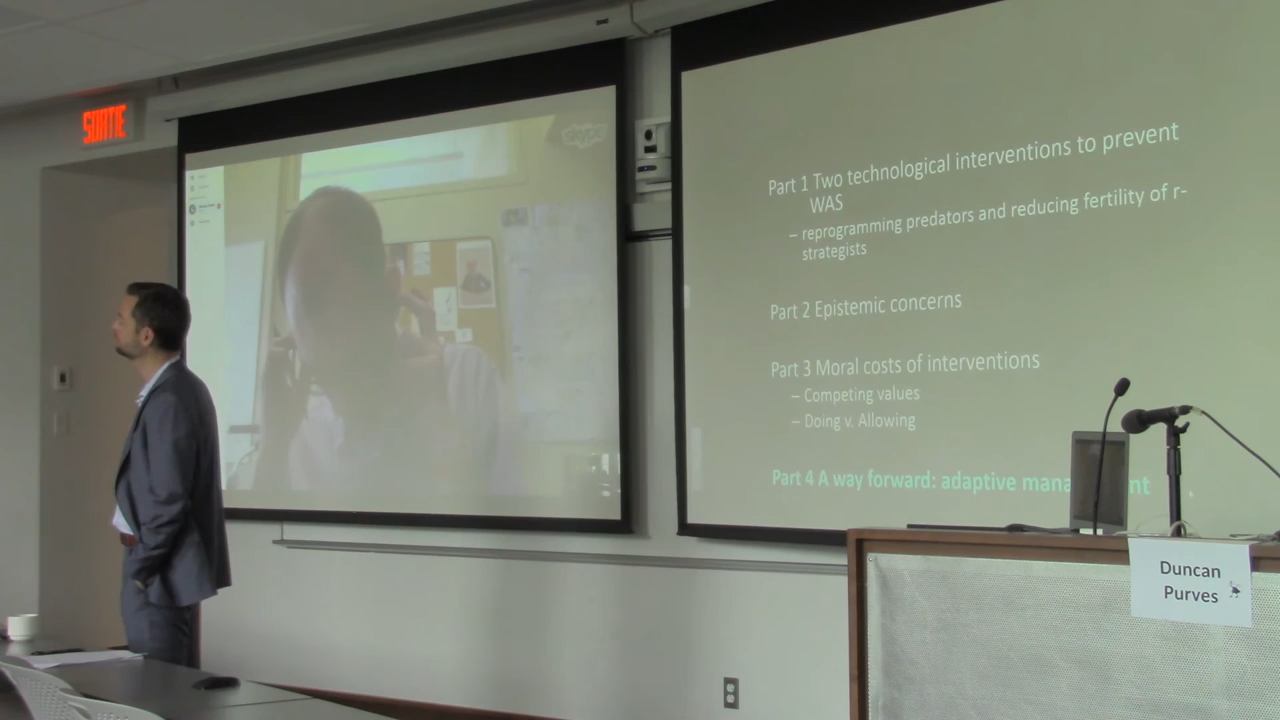 SORTIE
skype
Part 1 Two technological interventions to prevent
WAS
– reprogramming predators and reducing fertility of r-
strategists
Part 2 Epistemic concerns
Part 3 Moral costs of interventions
– Competing values
– Doing v. Allowing
Part 4 A way forward: adaptive mana nt
Duncan
Purves